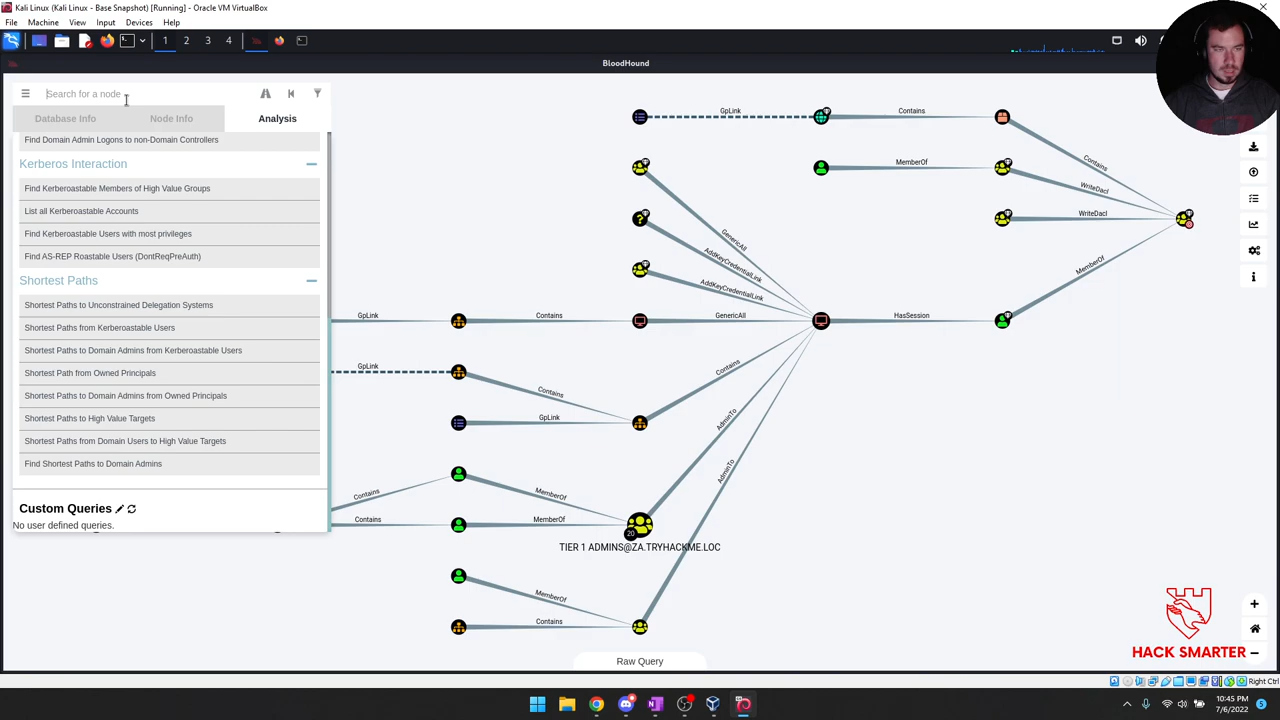 Kali Linux (Kali Linux - Base Snapshot) [Running] - Oracle VM VirtualBox
File Machine View Input Devices Help
1 2 3 4
BloodHound
Search for a node
Database Info Node Info Analysis
Find Domain Admin Logons to non-Domain Controllers
Kerberos Interaction
Find Kerberoastable Members of High Value Groups
List all Kerberoastable Accounts
Find Kerberoastable Users with most privileges
Find AS-REP Roastable Users (DontReqPreAuth)
Shortest Paths
Shortest Paths to Unconstrained Delegation Systems
Shortest Paths from Kerberoastable Users
Shortest Paths to Domain Admins from Kerberoastable Users
Shortest Path from Owned Principals
Shortest Paths to Domain Admins from Owned Principals
Shortest Paths to High Value Targets
Shortest Paths from Domain Users to High Value Targets
Find Shortest Paths to Domain Admins
Custom Queries
No user defined queries.
GpLink Contains
Contains
MemberOf
WriteDacl
WriteDacl
GenericAll
AddKeyCredentialLink
AddKeyCredentialLink
MemberOf
GpLink Contains GenericAll HasSession
GpLink
Contains
Contains
GpLink
AdminTo
AdminTo
Contains
MemberOf
Contains MemberOf
20
TIER 1 ADMINS@ZA.TRYHACKME.LOC
MemberOf
Contains
Raw Query
HACK SMARTER
Right Ctrl
10:45 PM
7/6/2022
5